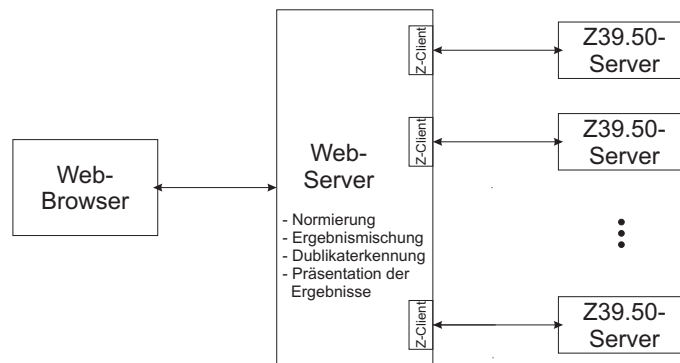 Web-
Browser
Web-
Server
- Normierung
- Ergebnismischung
- Dublikaterkennung
- Präsentation der
Ergebnisse
Z-Client
Z39.50-
Server
Z-Client
Z39.50-
Server
Z-Client
Z39.50-
Server